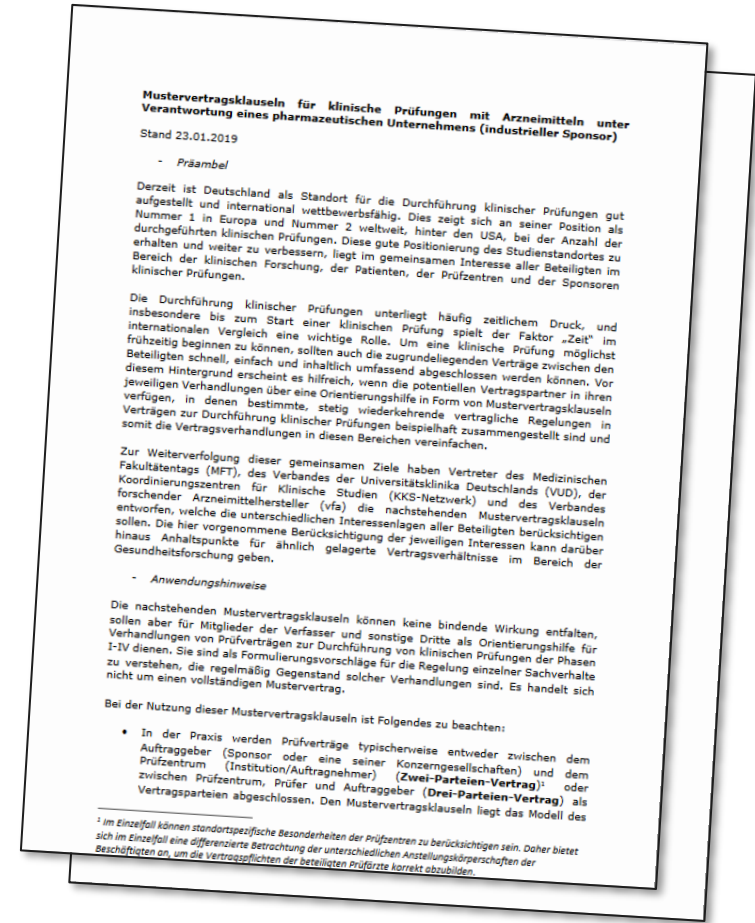 Mustervertragsklauseln für klinische Prüfungen mit Arzneimitteln unter
Verantwortung eines pharmazeutischen Unternehmens (industrieller Sponsor)
Stand 23.01.2019
- Präambel
Derzeit ist Deutschland als Standort für die Durchführung klinischer Prüfungen gut
aufgestellt und international wettbewerbsfähig. Dies zeigt sich an seiner Position als
Nummer 1 in Europa und Nummer 2 weltweit, hinter den USA, bei der Anzahl der
durchgeführten klinischen Prüfungen. Diese gute Positionierung des Studienstandortes zu
erhalten und weiter zu verbessern, liegt im gemeinsamen Interesse aller Beteiligten im
Bereich der klinischen Forschung, der Patienten, der Prüfzentren und der Sponsoren
klinischer Prüfungen.
Die Durchführung klinischer Prüfungen unterliegt häufig zeitlichem Druck, und
insbesondere bis zum Start einer klinischen Prüfung spielt der Faktor „Zeit" im
internationalen Vergleich eine wichtige Rolle. Um eine klinische Prüfung möglichst
frühzeitig beginnen zu können, sollten auch die zugrundeliegenden Verträge zwischen den
Beteiligten schnell, einfach und inhaltlich umfassend abgeschlossen werden können. Vor
diesem Hintergrund erscheint es hilfreich, wenn die potentiellen Vertragspartner in ihren
jeweiligen Verhandlungen über eine Orientierungshilfe in Form von Mustervertragsklauseln
verfügen, in denen bestimmte, stetig wiederkehrende vertragliche Regelungen in
Verträgen zur Durchführung klinischer Prüfungen beispielhaft zusammengestellt sind und
somit die Vertragsverhandlungen in diesen Bereichen vereinfachen.
Zur Weiterverfolgung dieser gemeinsamen Ziele haben Vertreter des Medizinischen
Fakultätentags (MFT), des Verbandes der Universitätsklinika Deutschlands (VUD), der
Koordinierungszentren für Klinische Studien (KKS-Netzwerk) und des Verbandes
forschender Arzneimittelhersteller (vfa) die nachstehenden Mustervertragsklauseln
entworfen, welche die unterschiedlichen Interessenlagen aller Beteiligten berücksichtigen
sollen. Die hier vorgenommene Berücksichtigung der jeweiligen Interessen kann darüber
hinaus Anhaltspunkte für ähnlich gelagerte Vertragsverhältnisse im Bereich der
Gesundheitsforschung geben.
- Anwendungshinweise
Die nachstehenden Mustervertragsklauseln können keine bindende Wirkung entfalten,
sollen aber für Mitglieder der Verfasser und sonstige Dritte als Orientierungshilfe für
Verhandlungen von Prüfverträgen zur Durchführung von klinischen Prüfungen der Phasen
I-IV dienen. Sie sind als Formulierungsvorschläge für die Regelung einzelner Sachverhalte
zu verstehen, die regelmäßig Gegenstand solcher Verhandlungen sind. Es handelt sich
nicht um einen vollständigen Mustervertrag.
Bei der Nutzung dieser Mustervertragsklauseln ist Folgendes zu beachten:
• In der Praxis werden Prüfverträge typischerweise entweder zwischen dem
Auftraggeber (Sponsor oder eine seiner Konzerngesellschaften) und dem
Prüfzentrum (Institution/Auftragnehmer) (Zwei-Parteien-Vertrag)¹ oder
zwischen Prüfzentrum, Prüfer und Auftraggeber (Drei-Parteien-Vertrag) als
Vertragsparteien abgeschlossen. Den Mustervertragsklauseln liegt das Modell des
¹ Im Einzelfall können standortspezifische Besonderheiten der Prüfzentren zu berücksichtigen sein. Daher bietet
sich im Einzelfall eine differenzierte Betrachtung der unterschiedlichen Anstellungskörperschaften der
Beschäftigten an, um die Vertragspflichten der beteiligten Prüfärzte korrekt abzubilden.